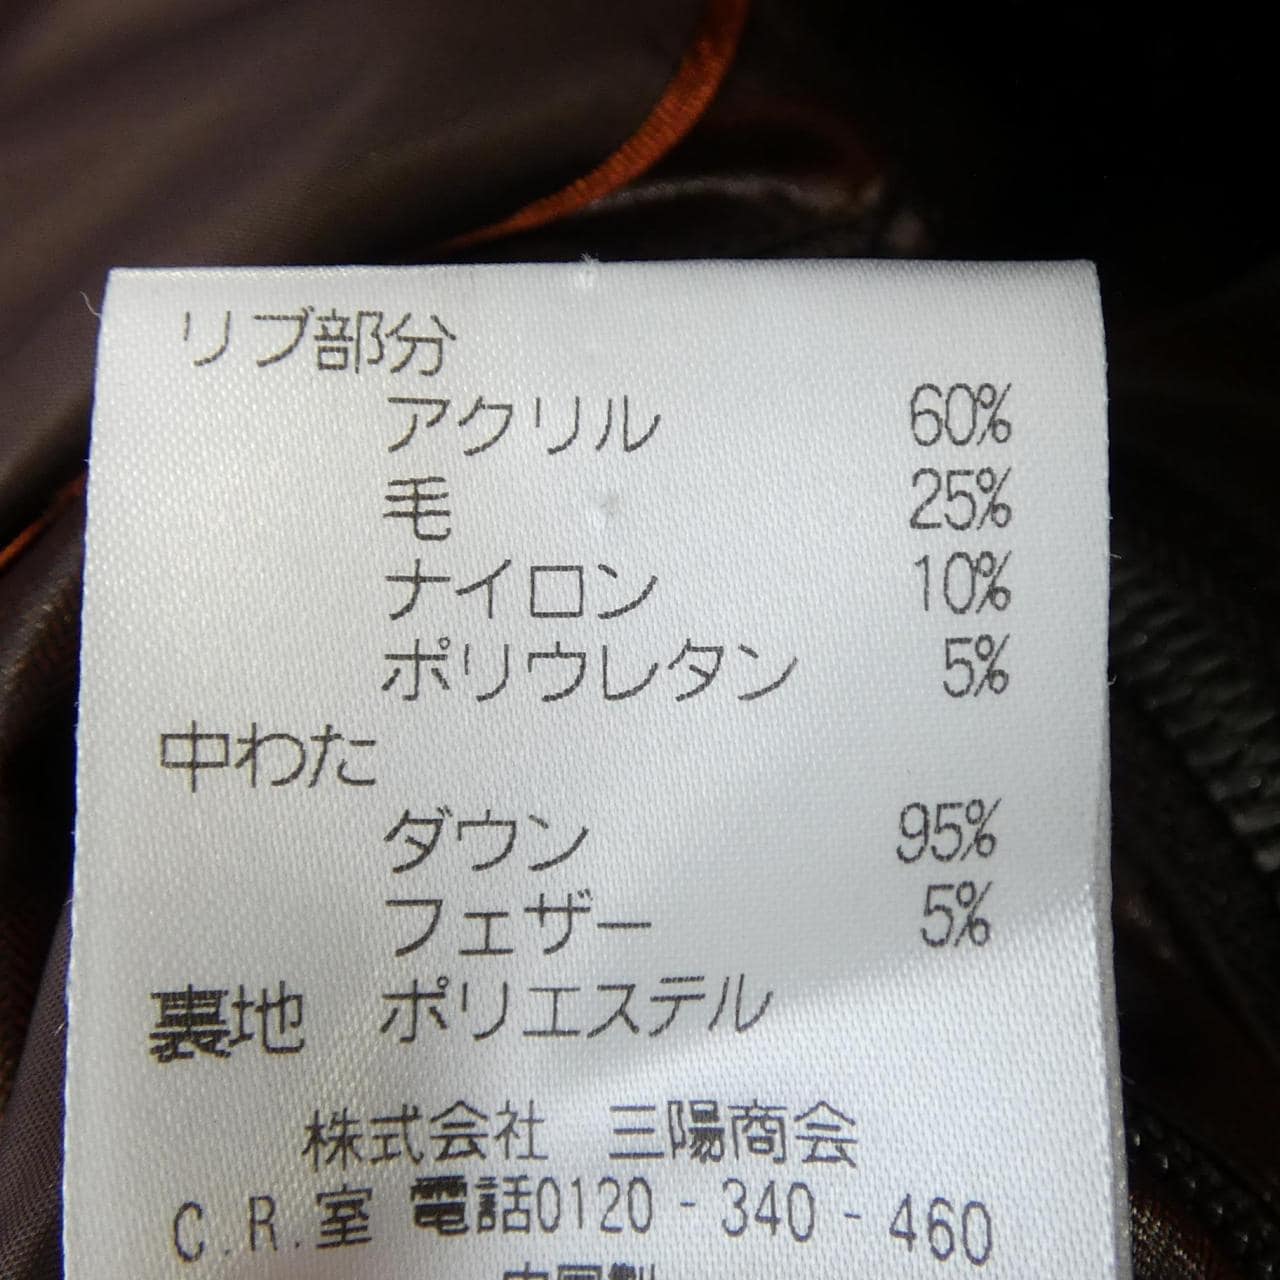 リブ部分
アクリル 60%
毛 25%
ナイロン 10%
ポリウレタン 5%
中わた
ダウン 95%
フェザー 5%
裏地 ポリエステル
株式会社 三陽商会
C.R.室 電話0120-340-460
中国製